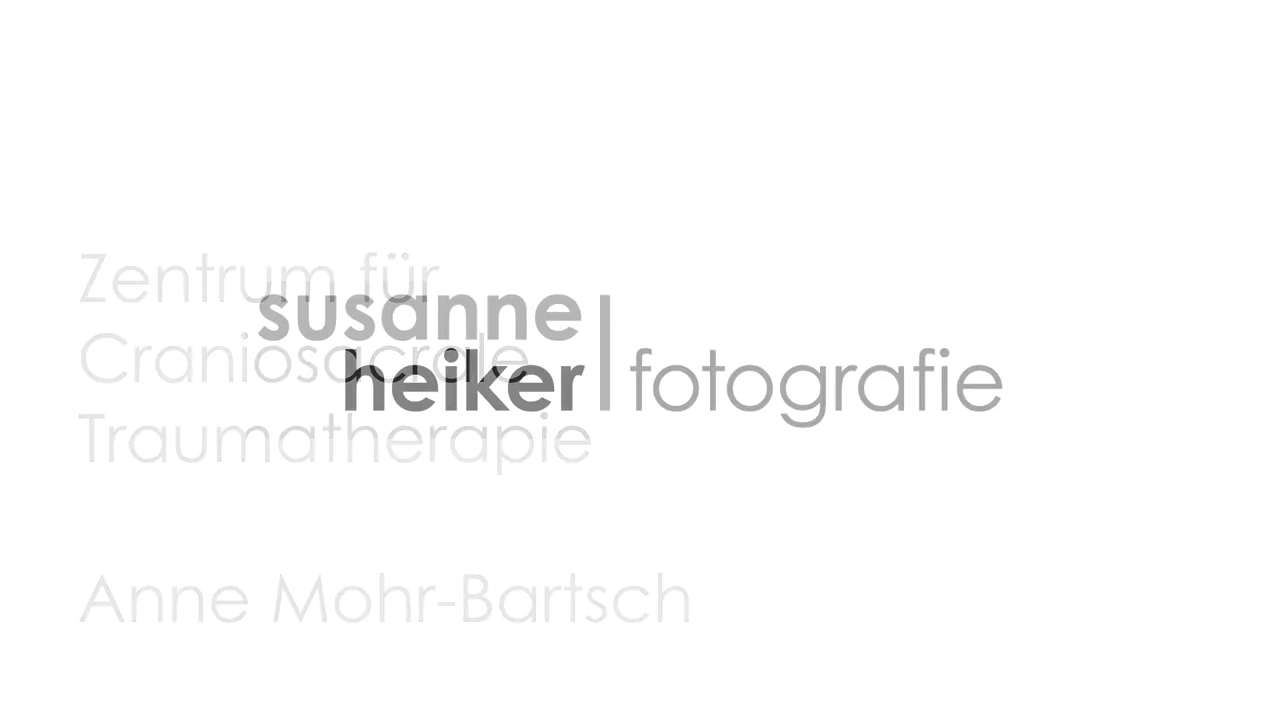 Zentrum für
Craniosacrale
Traumatherapie
Anne Mohr-Bartsch
susanne
heiker
fotografie